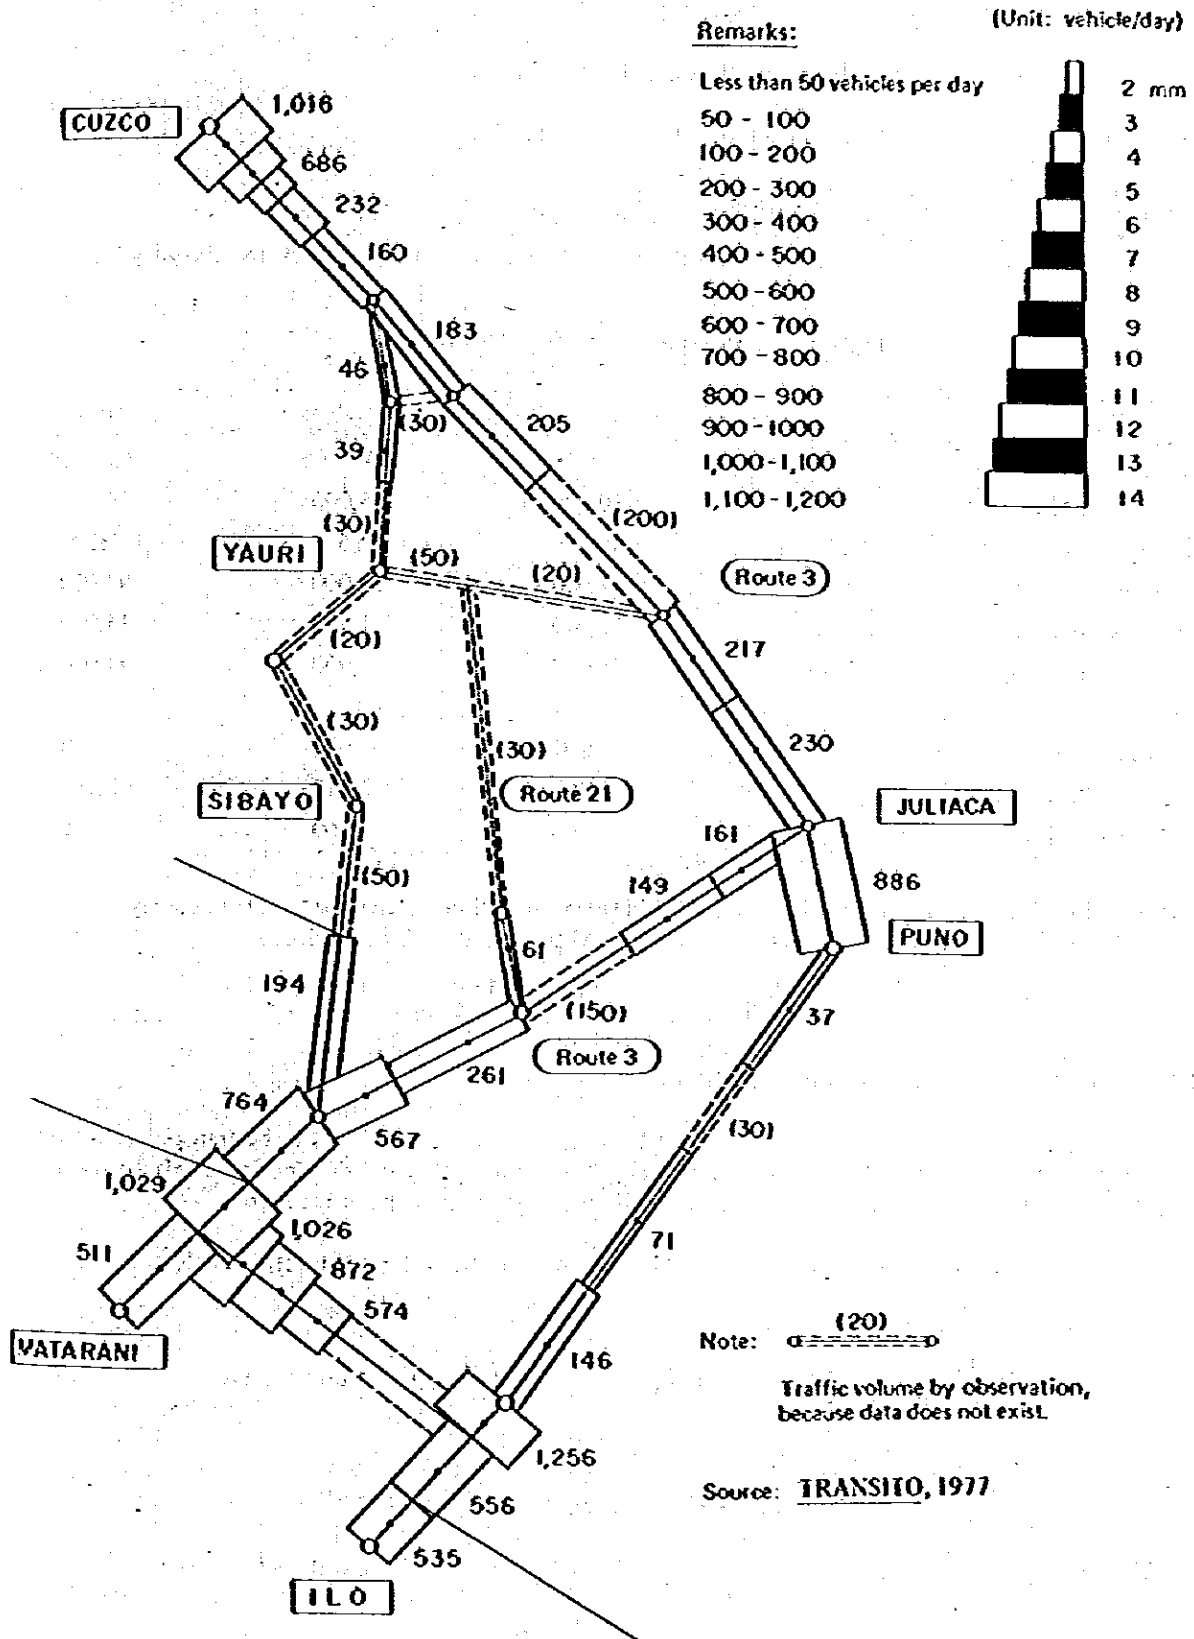 Remarks:
(Unit: vehicle/day)
Less than 50 vehicles per day
2 mm
50 - 100
3
100 - 200
4
200 - 300
5
300 - 400
6
400 - 500
7
500 - 600
8
600 - 700
9
700 - 800
10
800 - 900
11
900 - 1000
12
1,000 - 1,100
13
1,100 - 1,200
14
CUZCO
1,016
686
232
160
183
46
(30)
205
39
(30)
(200)
YAURI
(50)
(20)
Route 3
(20)
217
(30)
(30)
230
SIBAYO
Route 21
JULIACA
161
(50)
149
886
PUNO
61
194
(150)
37
Route 3
261
764
567
(30)
1,029
1,026
511
872
71
574
MATARANI
146
Note:
(20)
Traffic volume by observation,
because data does not exist.
1,256
Source: TRANSITO, 1977
556
535
ILO